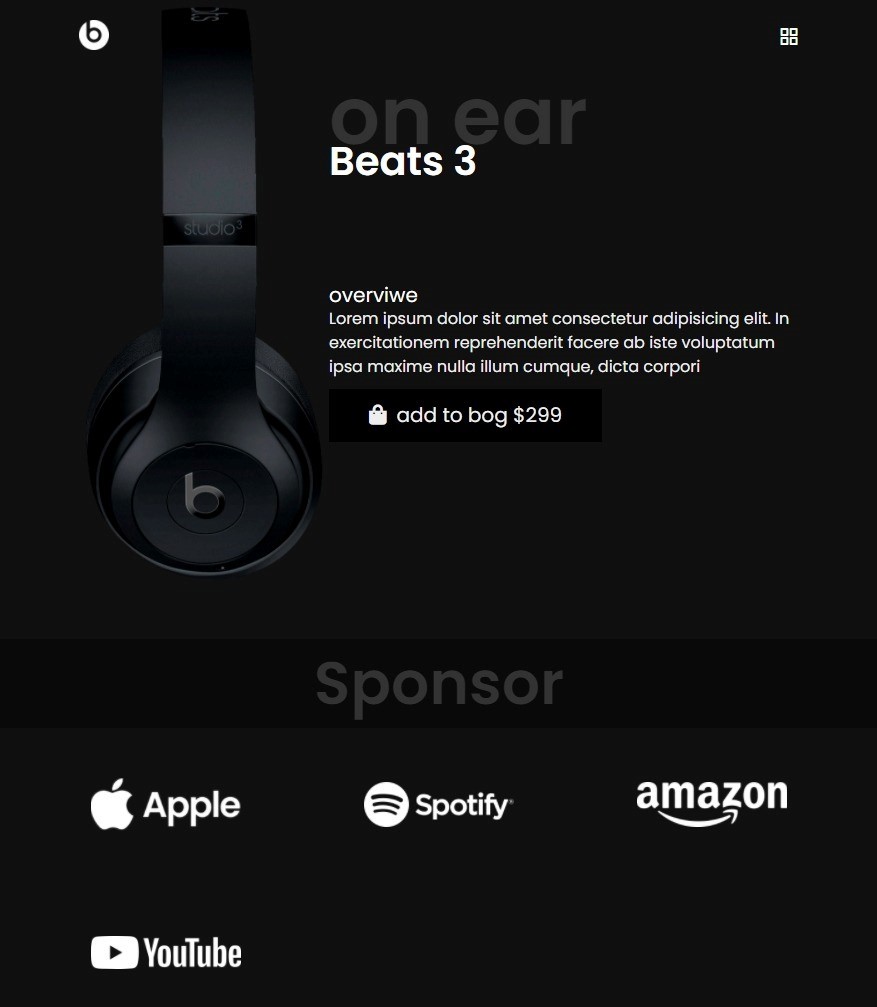 b
on ear
Beats 3
studio3
overviwe
Lorem ipsum dolor sit amet consectetur adipisicing elit. In
exercitationem reprehenderit facere ab iste voluptatum
ipsa maxime nulla illum cumque, dicta corpori
add to bog $299
b
Sponsor
Apple
Spotify
amazon
YouTube